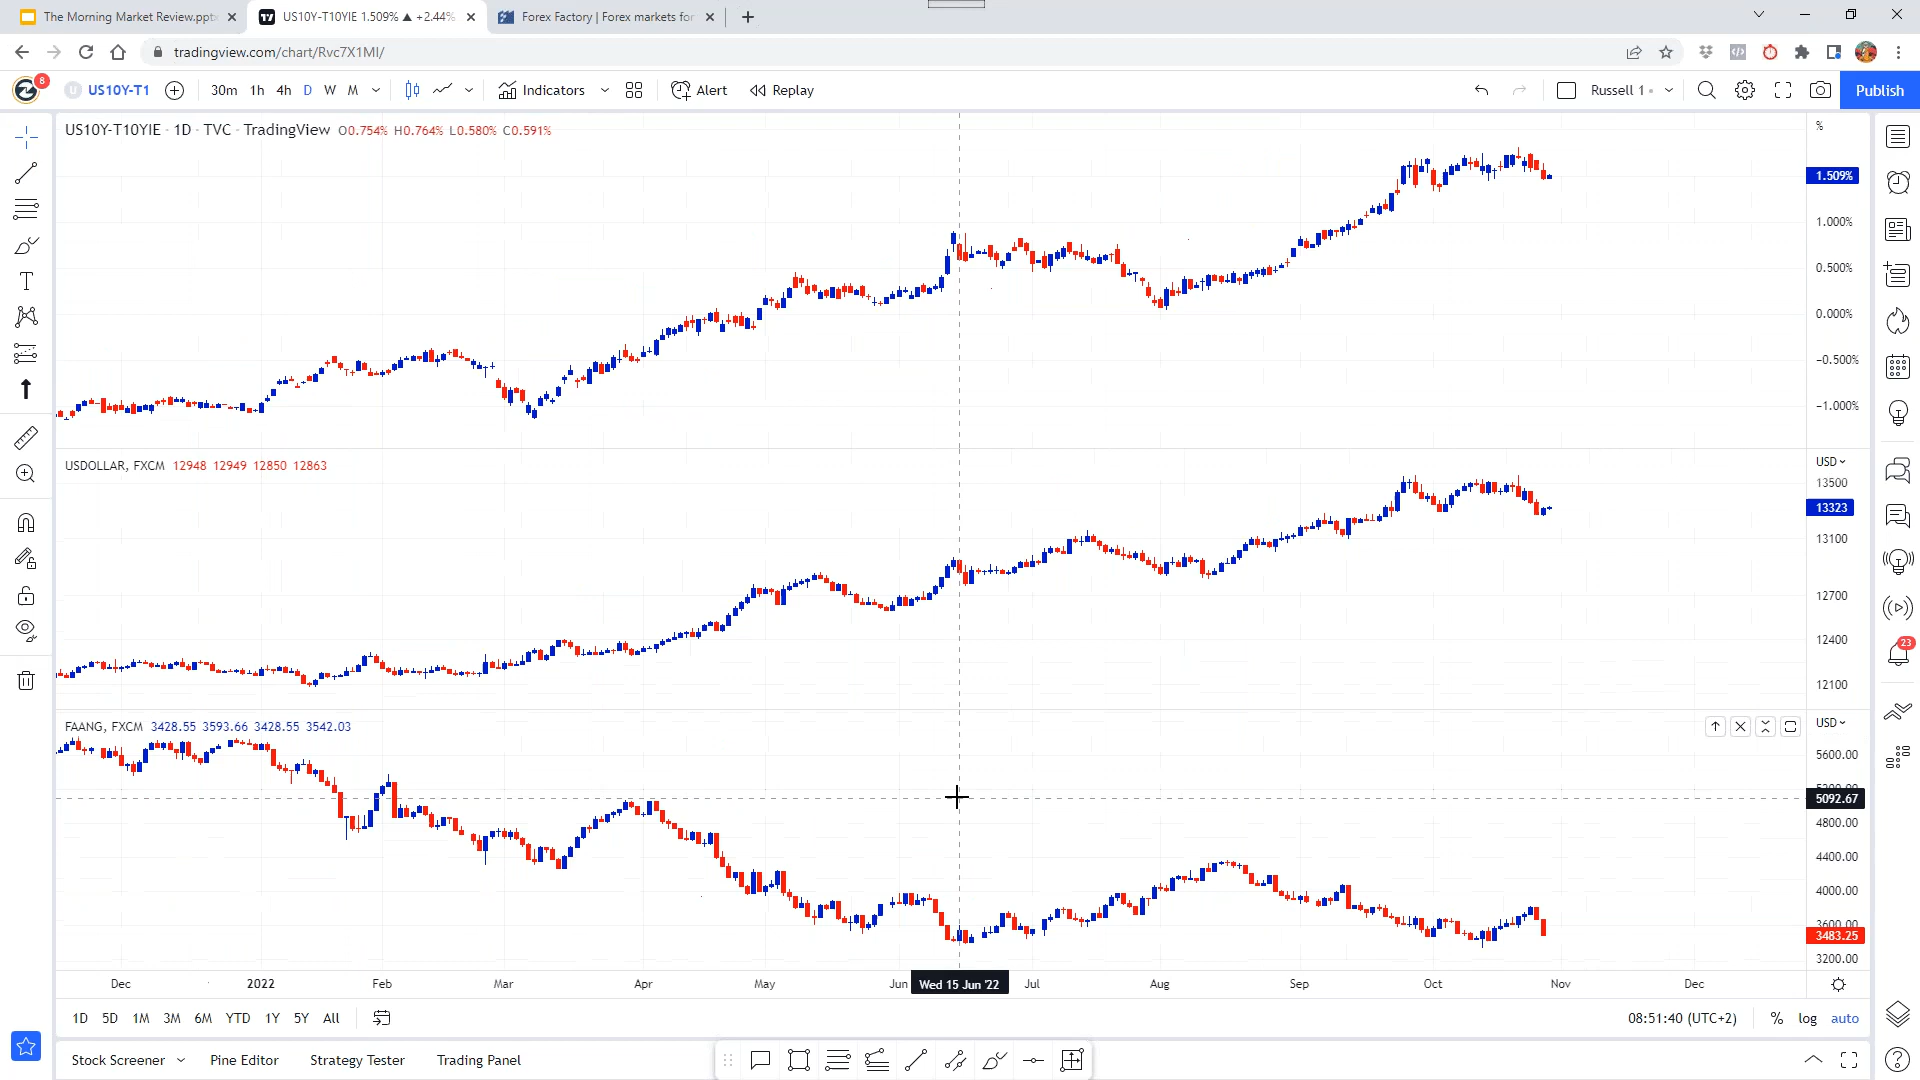 The Morning Market Review.pptx
US10Y-T10YIE 1.509% ▲ +2.44%
Forex Factory | Forex markets for
tradingview.com/chart/Rvc7X1Ml/
8
U US10Y-T1 30m 1h 4h D W M Indicators Alert Replay Russell 1 Publish
US10Y-T10YIE · 1D · TVC · TradingView O0.754% H0.764% L0.580% C0.591%
%
1.509%
1.000%
0.500%
0.000%
−0.500%
−1.000%
USDOLLAR, FXCM 12948 12949 12850 12863
USD
13500
13323
13100
12700
12400
12100
23
FAANG, FXCM 3428.55 3593.66 3428.55 3542.03
USD
5600.00
5092.67
4800.00
4400.00
4000.00
3600.00
3483.25
3200.00
Dec 2022 Feb Mar Apr May Jun Wed 15 Jun '22 Jul Aug Sep Oct Nov Dec
1D 5D 1M 3M 6M YTD 1Y 5Y All 08:51:40 (UTC+2) % log auto
Stock Screener Pine Editor Strategy Tester Trading Panel